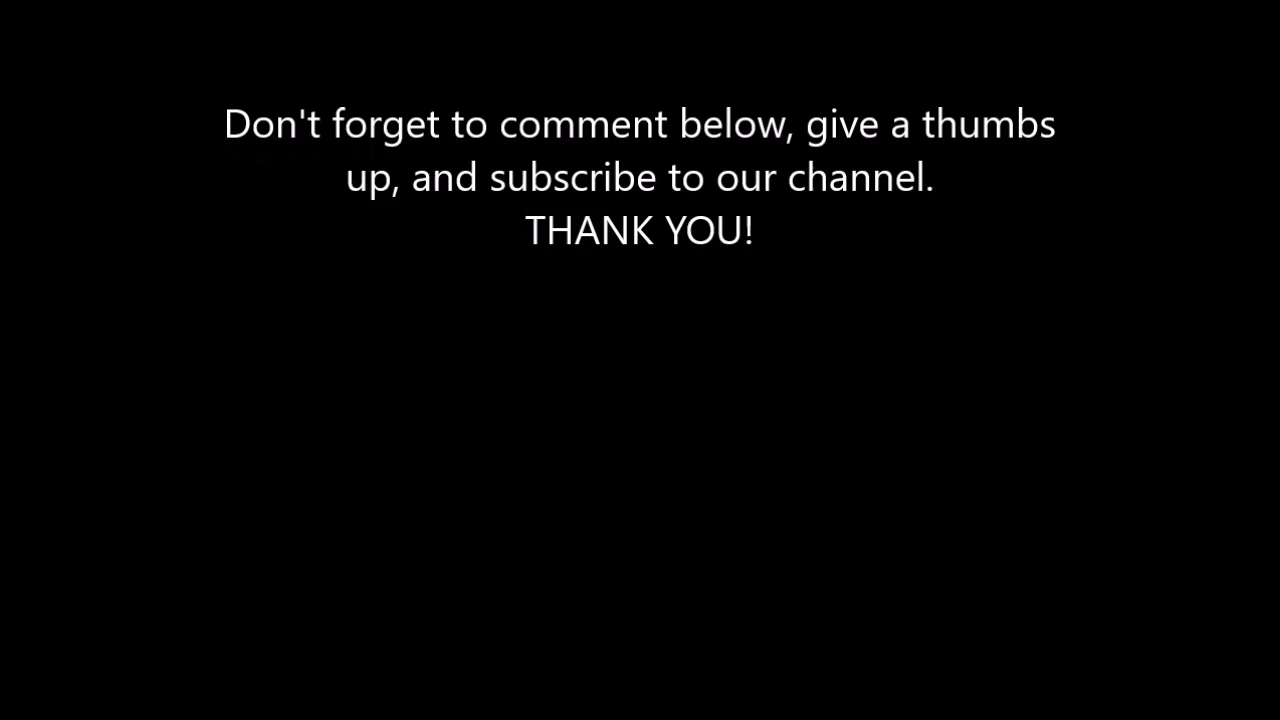 Don't forget to comment below, give a thumbs
up, and subscribe to our channel.
THANK YOU!